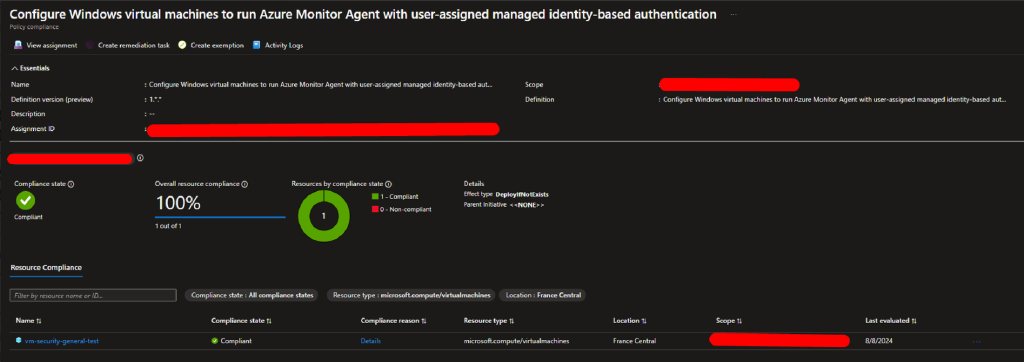 Configure Windows virtual machines to run Azure Monitor Agent with user-assigned managed identity-based authentication ...
Policy compliance
View assignment Create remediation task Create exemption Activity Logs
Essentials
Name : Configure Windows virtual machines to run Azure Monitor Agent with user-assigned managed identity-based aut... Scope :
Definition version (preview) : 1.*.* Definition : Configure Windows virtual machines to run Azure Monitor Agent with user-assigned managed identity-based aut...
Description : --
Assignment ID :
Compliance state Overall resource compliance Resources by compliance state Details
Compliant 100% 1 1 - Compliant Effect type DeployIfNotExists
1 out of 1 0 - Non-compliant Parent Initiative <<NONE>>
Resource Compliance
Filter by resource name or ID... Compliance state : All compliance states Resource type : microsoft.compute/virtualmachines Location : France Central
Name Compliance state Compliance reason Resource type Location Scope Last evaluated
vm-security-general-test Compliant Details microsoft.compute/virtualmachines France Central 8/8/2024 ...